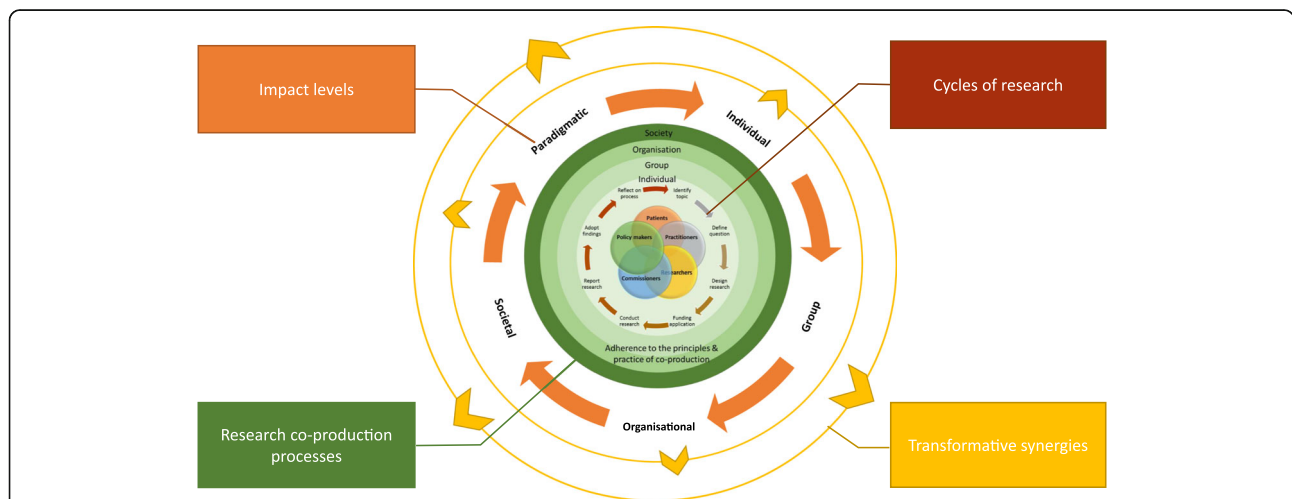 Impact levels
Cycles of research
Paradigmatic
Individual
Society
Organisation
Group
Individual
Reflect on
process
Identify
topic
Adopt
findings
Patients
Define
question
Policy makers
Practitioners
Report
research
Commissioners
Researchers
Design
research
Conduct
research
Funding
application
Societal
Group
Adherence to the principles &
practice of co-production
Organisational
Research co-production
processes
Transformative synergies